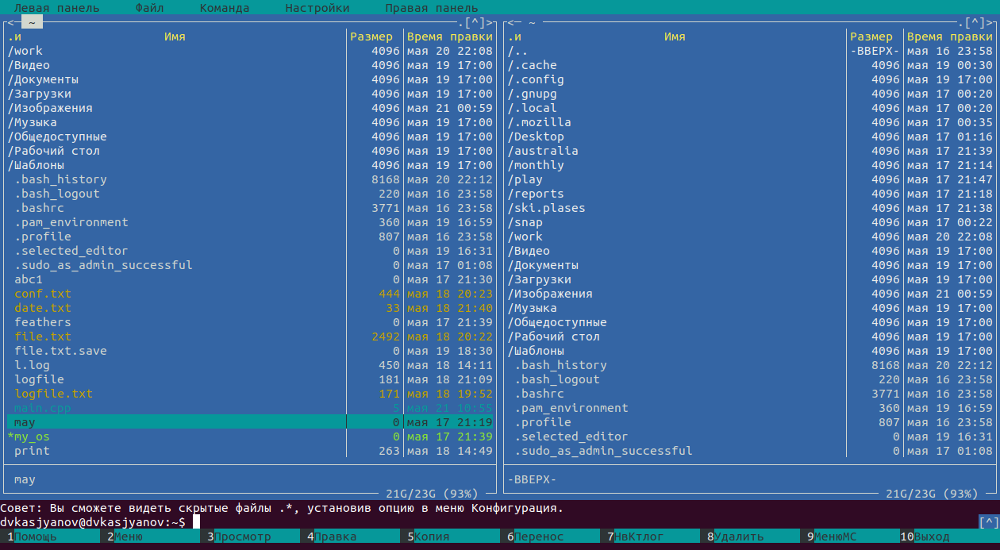 Левая панель Файл Команда Настройки Правая панель
<─ ~ .[^]>
.и Имя Размер Время правки
/work 4096 мая 20 22:08
/Видео 4096 мая 19 17:00
/Документы 4096 мая 19 17:00
/Загрузки 4096 мая 19 17:00
/Изображения 4096 мая 21 00:59
/Музыка 4096 мая 19 17:00
/Общедоступные 4096 мая 19 17:00
/Рабочий стол 4096 мая 19 17:00
/Шаблоны 4096 мая 19 17:00
.bash_history 8168 мая 20 22:12
.bash_logout 220 мая 16 23:58
.bashrc 3771 мая 16 23:58
.pam_environment 360 мая 19 16:59
.profile 807 мая 16 23:58
.selected_editor 0 мая 19 16:31
.sudo_as_admin_successful 0 мая 17 01:08
abc1 0 мая 17 21:30
conf.txt 444 мая 18 20:23
date.txt 33 мая 18 21:40
feathers 0 мая 17 21:39
file.txt 2492 мая 18 20:22
file.txt.save 0 мая 19 18:30
l.log 450 мая 18 14:11
logfile 181 мая 18 21:09
logfile.txt 171 мая 18 19:52
main.cpp 5 мая 21 10:55
may 0 мая 17 21:19
*my_os 0 мая 17 21:39
print 263 мая 18 14:49
may
21G/23G (93%)
<─ ~ .[^]>
.и Имя Размер Время правки
/.. -ВВЕРХ- мая 16 23:58
/.cache 4096 мая 19 00:30
/.config 4096 мая 19 17:00
/.gnupg 4096 мая 17 00:20
/.local 4096 мая 17 00:20
/.mozilla 4096 мая 17 00:35
/Desktop 4096 мая 17 01:16
/australia 4096 мая 17 21:39
/monthly 4096 мая 17 21:14
/play 4096 мая 17 21:47
/reports 4096 мая 17 21:18
/ski.plases 4096 мая 17 21:38
/snap 4096 мая 17 00:22
/work 4096 мая 20 22:08
/Видео 4096 мая 19 17:00
/Документы 4096 мая 19 17:00
/Загрузки 4096 мая 19 17:00
/Изображения 4096 мая 21 00:59
/Музыка 4096 мая 19 17:00
/Общедоступные 4096 мая 19 17:00
/Рабочий стол 4096 мая 19 17:00
/Шаблоны 4096 мая 19 17:00
.bash_history 8168 мая 20 22:12
.bash_logout 220 мая 16 23:58
.bashrc 3771 мая 16 23:58
.pam_environment 360 мая 19 16:59
.profile 807 мая 16 23:58
.selected_editor 0 мая 19 16:31
.sudo_as_admin_successful 0 мая 17 01:08
-ВВЕРХ-
21G/23G (93%)
Совет: Вы сможете видеть скрытые файлы .*, установив опцию в меню Конфигурация.
dvkasjyanov@dvkasjyanov:~$ [^]
1Помощь 2Меню 3Просмотр 4Правка 5Копия 6Перенос 7НвКтлог 8Удалить 9МенюМС 10Выход